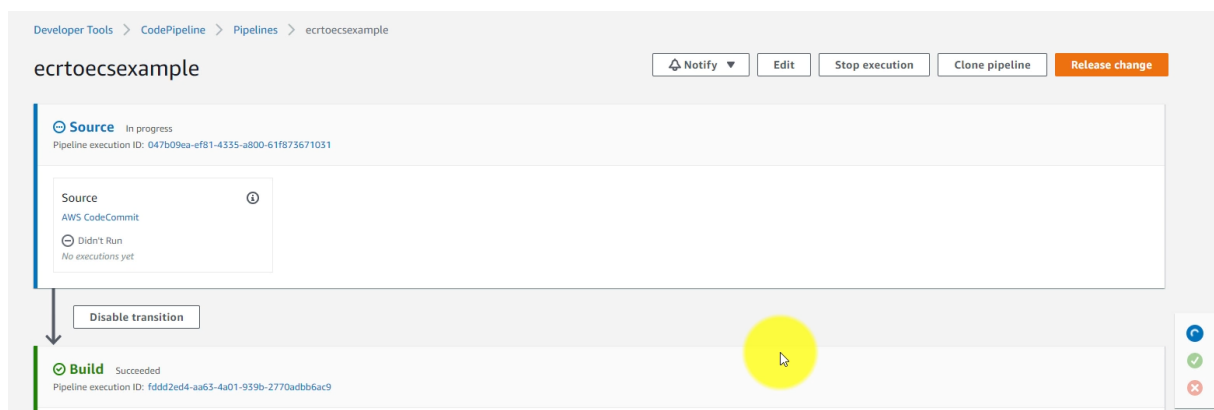 Developer Tools > CodePipeline > Pipelines > ecrtoecsexample
ecrtoecsexample
Notify ▼ Edit Stop execution Clone pipeline Release change
Source In progress
Pipeline execution ID: 047b09ea-ef81-4335-a800-61f873671031
Source
AWS CodeCommit
Didn't Run
No executions yet
Disable transition
Build Succeeded
Pipeline execution ID: fddd2ed4-aa63-4a01-939b-2770adbb6ac9